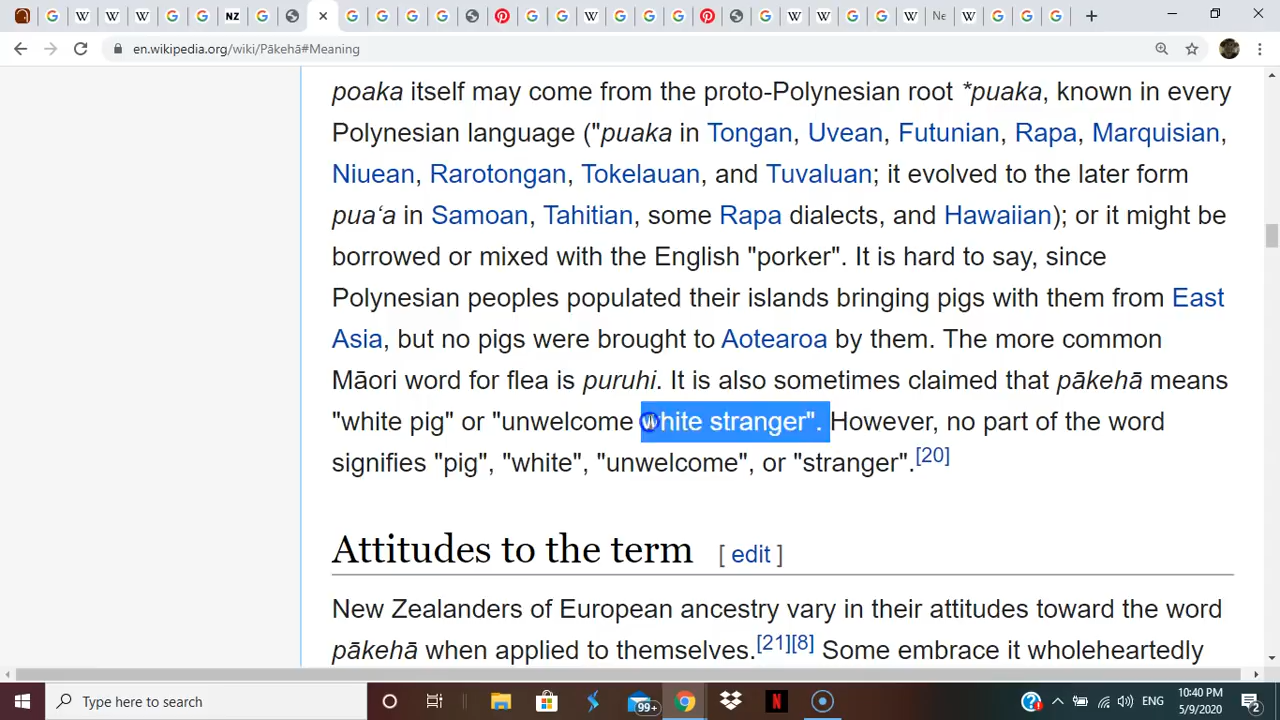 NZ
Ne
en.wikipedia.org/wiki/Pākehā#Meaning
poaka itself may come from the proto-Polynesian root *puaka, known in every
Polynesian language ("puaka in Tongan, Uvean, Futunian, Rapa, Marquisian,
Niuean, Rarotongan, Tokelauan, and Tuvaluan; it evolved to the later form
puaʻa in Samoan, Tahitian, some Rapa dialects, and Hawaiian); or it might be
borrowed or mixed with the English "porker". It is hard to say, since
Polynesian peoples populated their islands bringing pigs with them from East
Asia, but no pigs were brought to Aotearoa by them. The more common
Māori word for flea is puruhi. It is also sometimes claimed that pākehā means
"white pig" or "unwelcome white stranger". However, no part of the word
signifies "pig", "white", "unwelcome", or "stranger".[20]
Attitudes to the term [ edit ]
New Zealanders of European ancestry vary in their attitudes toward the word
pākehā when applied to themselves.[21][8] Some embrace it wholeheartedly
Type here to search
99+
N
ENG
10:40 PM
5/9/2020
2